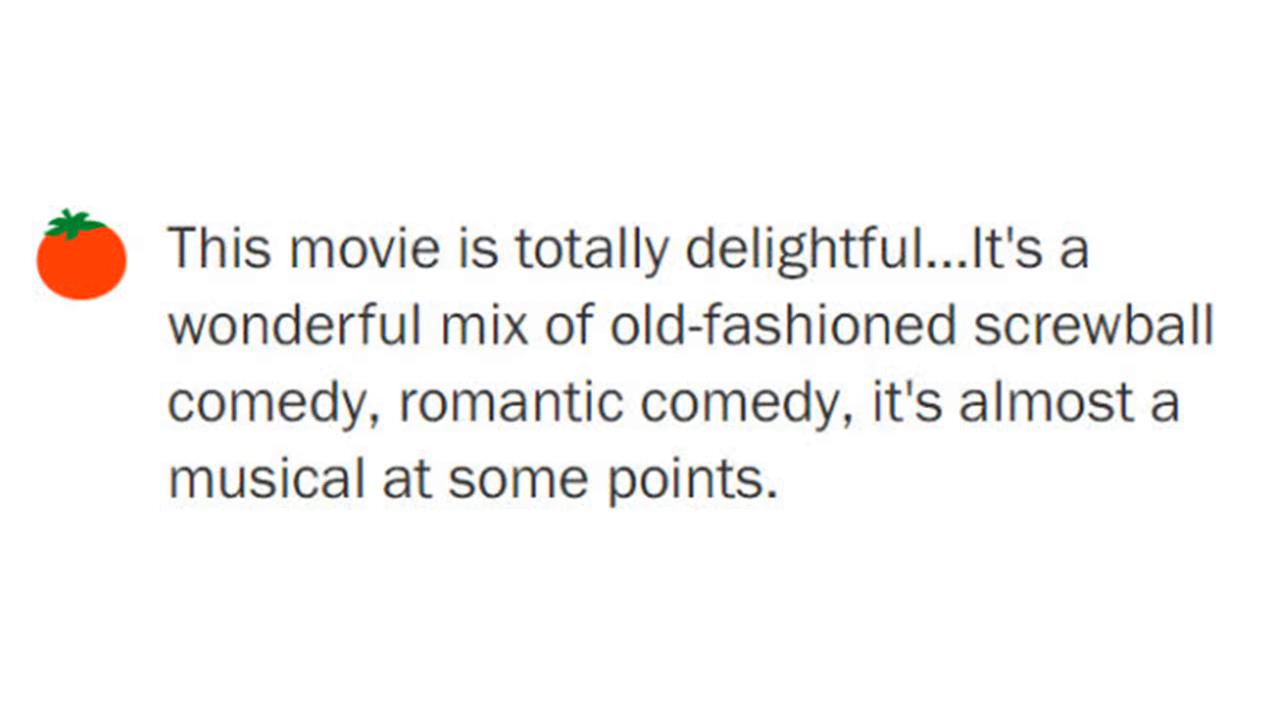 This movie is totally delightful...It's a
wonderful mix of old-fashioned screwball
comedy, romantic comedy, it's almost a
musical at some points.